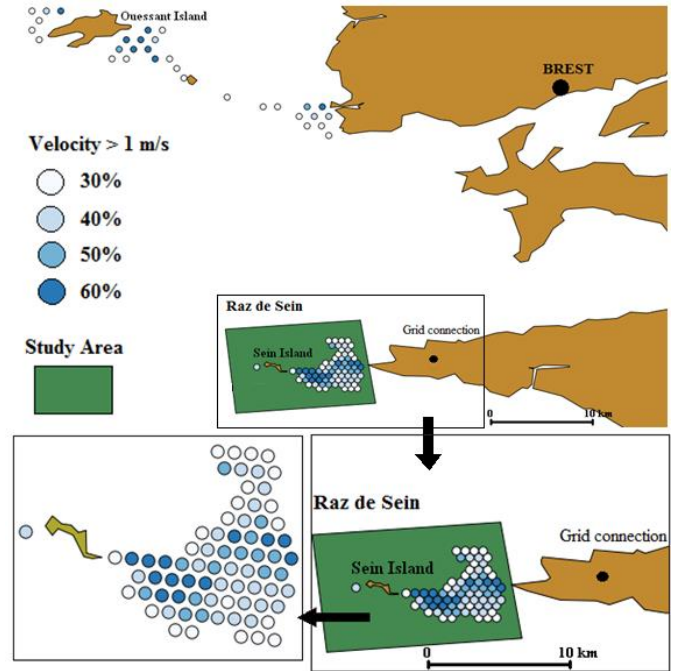 Ouessant Island
BREST
Velocity > 1 m/s
30%
40%
50%
60%
Study Area
Raz de Sein
Sein Island
Grid connection
0 10 km
Raz de Sein
Sein Island
Grid connection
0 10 km